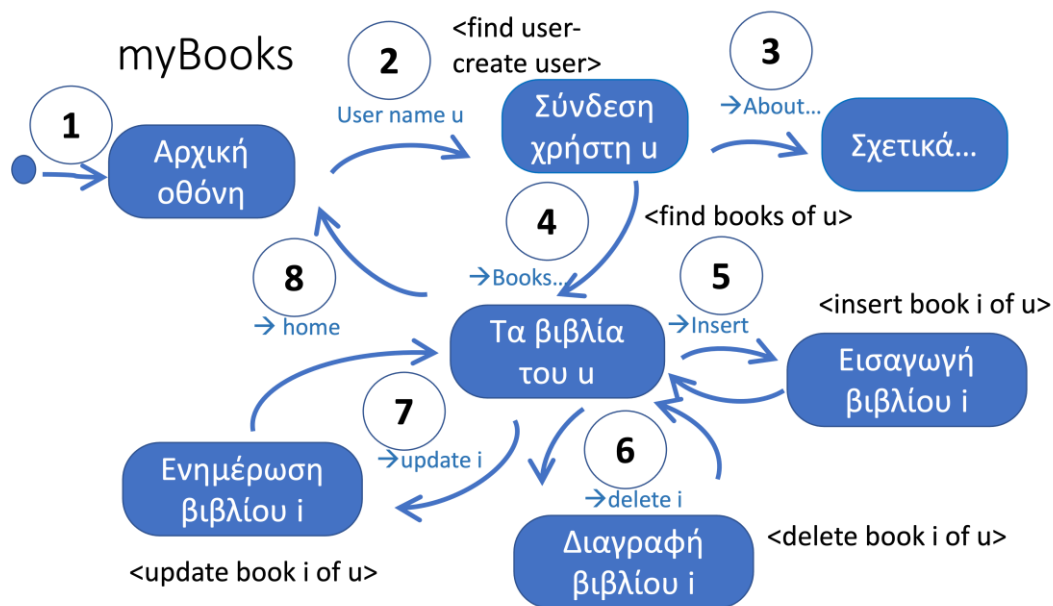 myBooks
1
Αρχική
οθόνη
2
User name u
<find user-
create user>
Σύνδεση
χρήστη u
3
→About...
Σχετικά...
4
→Books...
<find books of u>
8
→ home
Τα βιβλία
του u
5
→Insert
<insert book i of u>
Εισαγωγή
βιβλίου i
7
→update i
Ενημέρωση
βιβλίου i
<update book i of u>
6
→delete i
Διαγραφή
βιβλίου i
<delete book i of u>